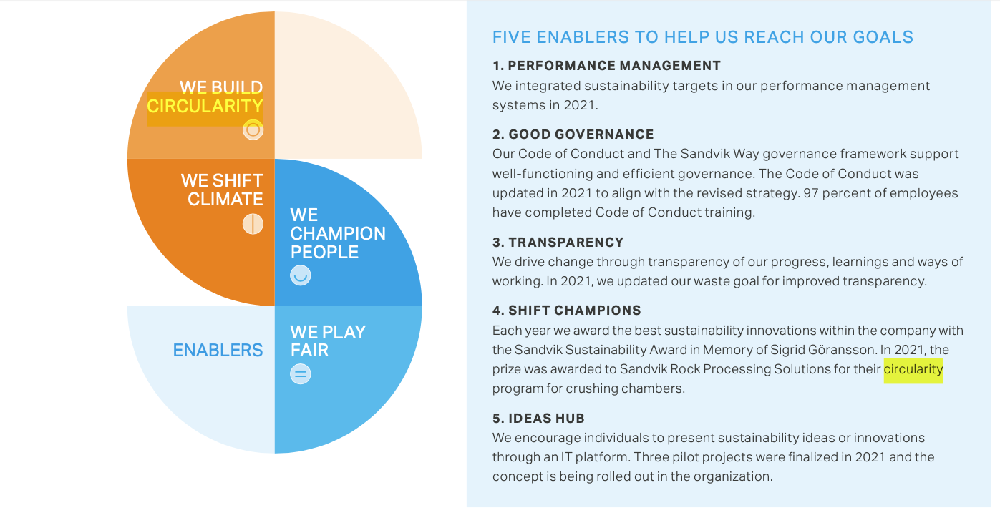 WE BUILD
CIRCULARITY
WE SHIFT
CLIMATE
WE
CHAMPION
PEOPLE
ENABLERS
WE PLAY
FAIR
FIVE ENABLERS TO HELP US REACH OUR GOALS
1. PERFORMANCE MANAGEMENT
We integrated sustainability targets in our performance management
systems in 2021.
2. GOOD GOVERNANCE
Our Code of Conduct and The Sandvik Way governance framework support
well-functioning and efficient governance. The Code of Conduct was
updated in 2021 to align with the revised strategy. 97 percent of employees
have completed Code of Conduct training.
3. TRANSPARENCY
We drive change through transparency of our progress, learnings and ways of
working. In 2021, we updated our waste goal for improved transparency.
4. SHIFT CHAMPIONS
Each year we award the best sustainability innovations within the company with
the Sandvik Sustainability Award in Memory of Sigrid Göransson. In 2021, the
prize was awarded to Sandvik Rock Processing Solutions for their circularity
program for crushing chambers.
5. IDEAS HUB
We encourage individuals to present sustainability ideas or innovations
through an IT platform. Three pilot projects were finalized in 2021 and the
concept is being rolled out in the organization.